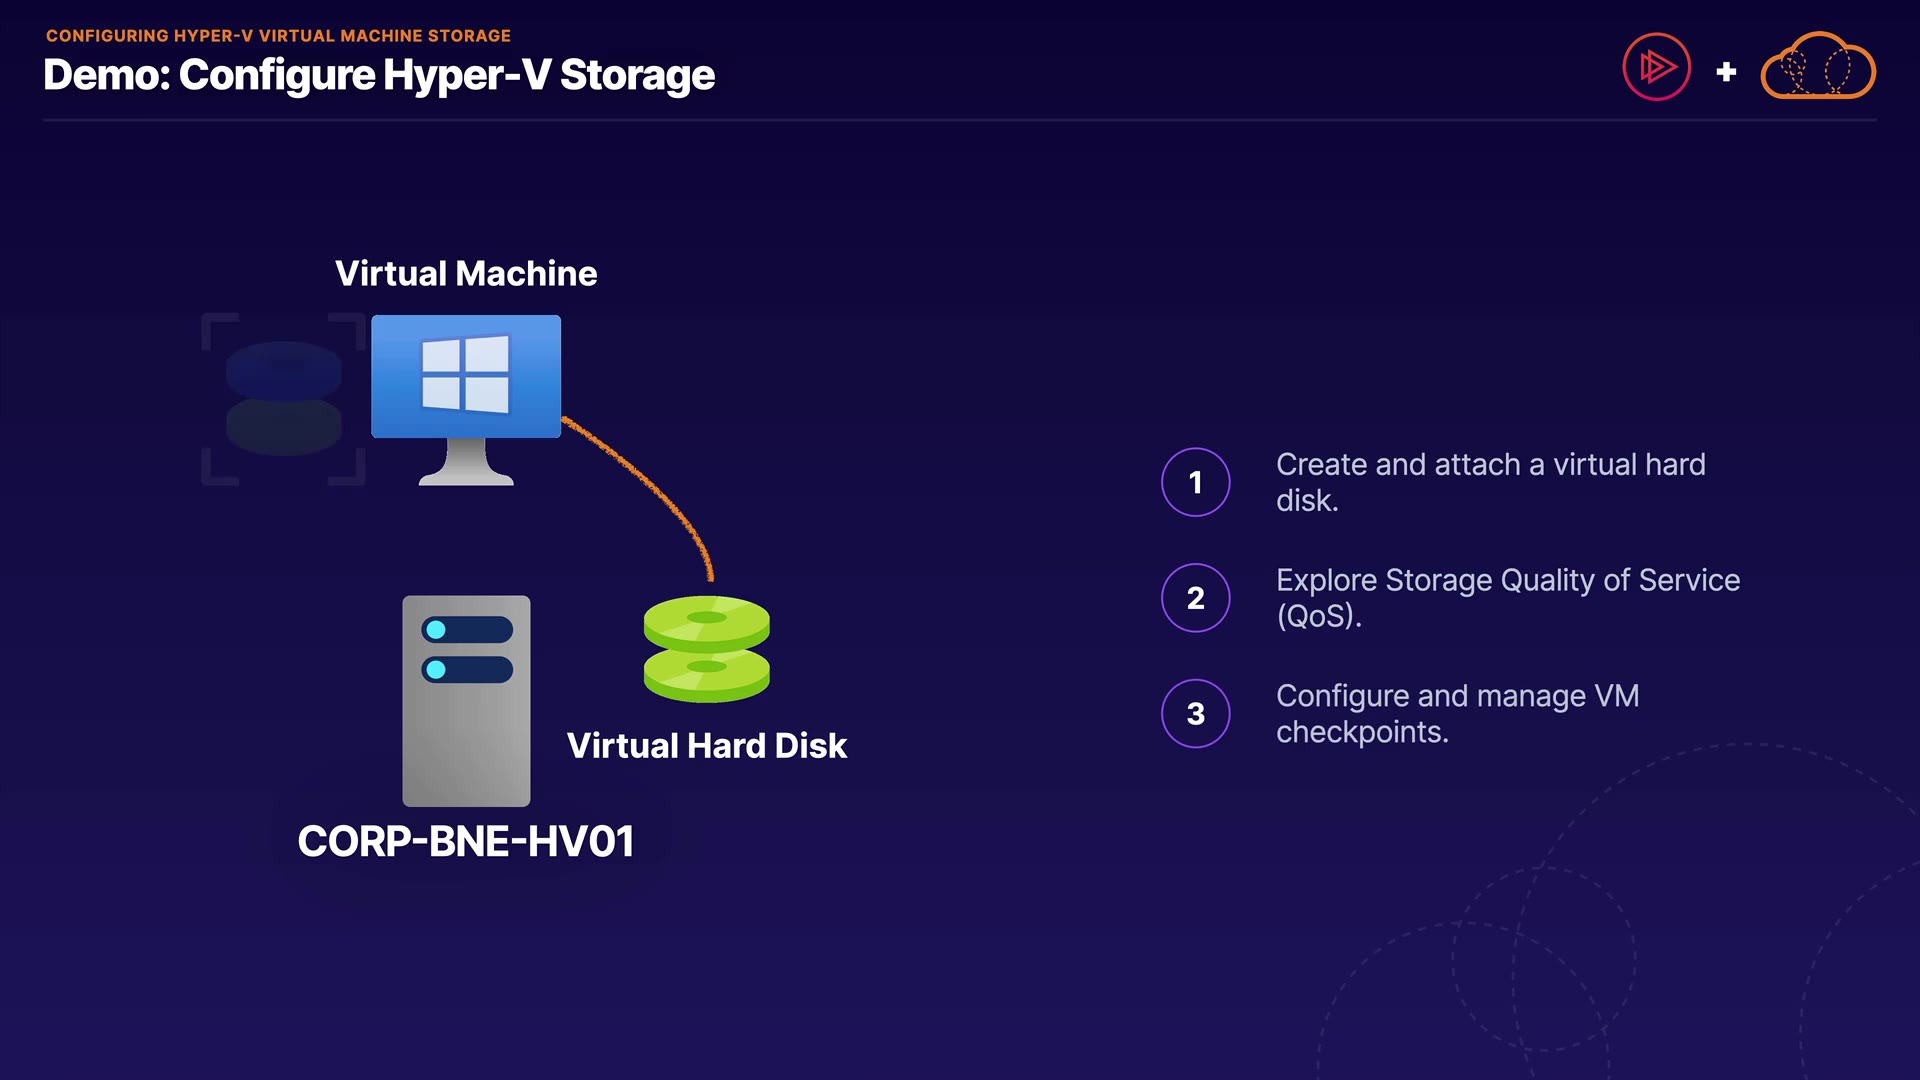 CONFIGURING HYPER-V VIRTUAL MACHINE STORAGE
Demo: Configure Hyper-V Storage
+
Virtual Machine
Virtual Hard Disk
CORP-BNE-HV01
1
Create and attach a virtual hard
disk.
2
Explore Storage Quality of Service
(QoS).
3
Configure and manage VM
checkpoints.